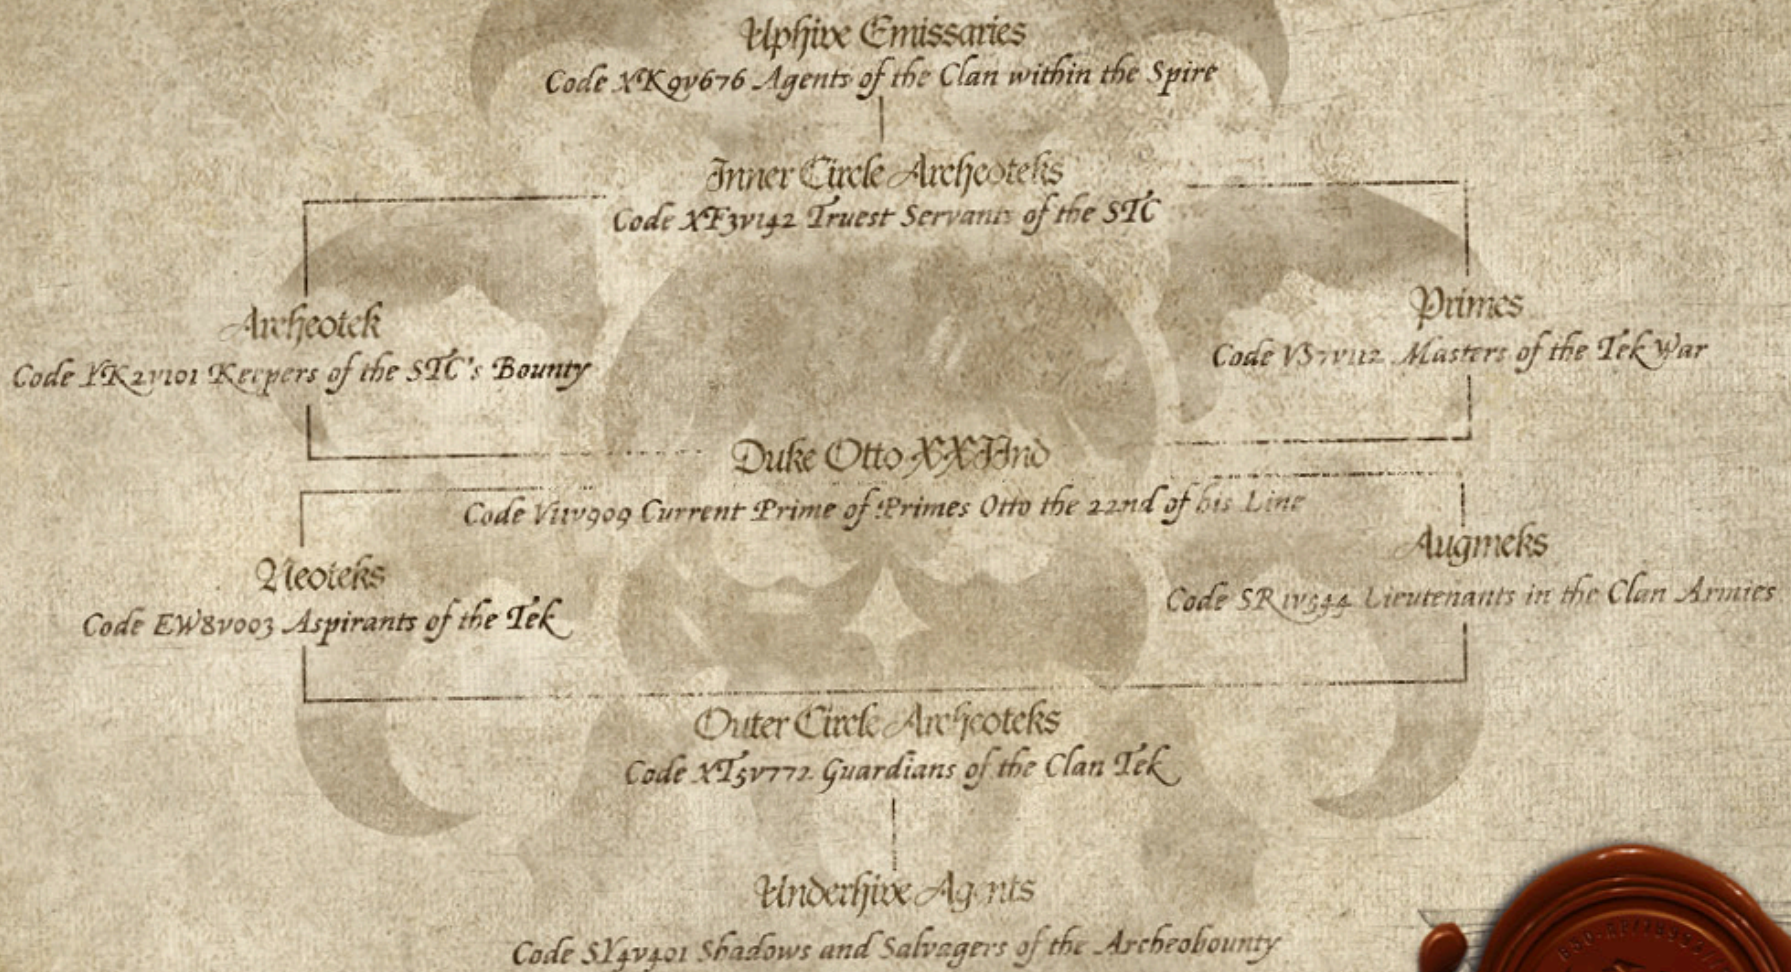 Uphive Emissaries
Code XK9v676 Agents of the Clan within the Spire
Inner Circle Archeoteks
Code XF3v142 Truest Servants of the STC
Archeotek
Code YK2v101 Keepers of the STC's Bounty
Primes
Code VS7v112 Masters of the Tek War
Duke Otto XXIInd
Code V11v909 Current Prime of Primes Otto the 22nd of his Line
Neoteks
Code EW8v003 Aspirants of the Tek
Augmeks
Code SR1v544 Lieutenants in the Clan Armies
Outer Circle Archeoteks
Code XT5v772 Guardians of the Clan Tek
Underhive Agents
Code SY4v401 Shadows and Salvagers of the Archeobounty